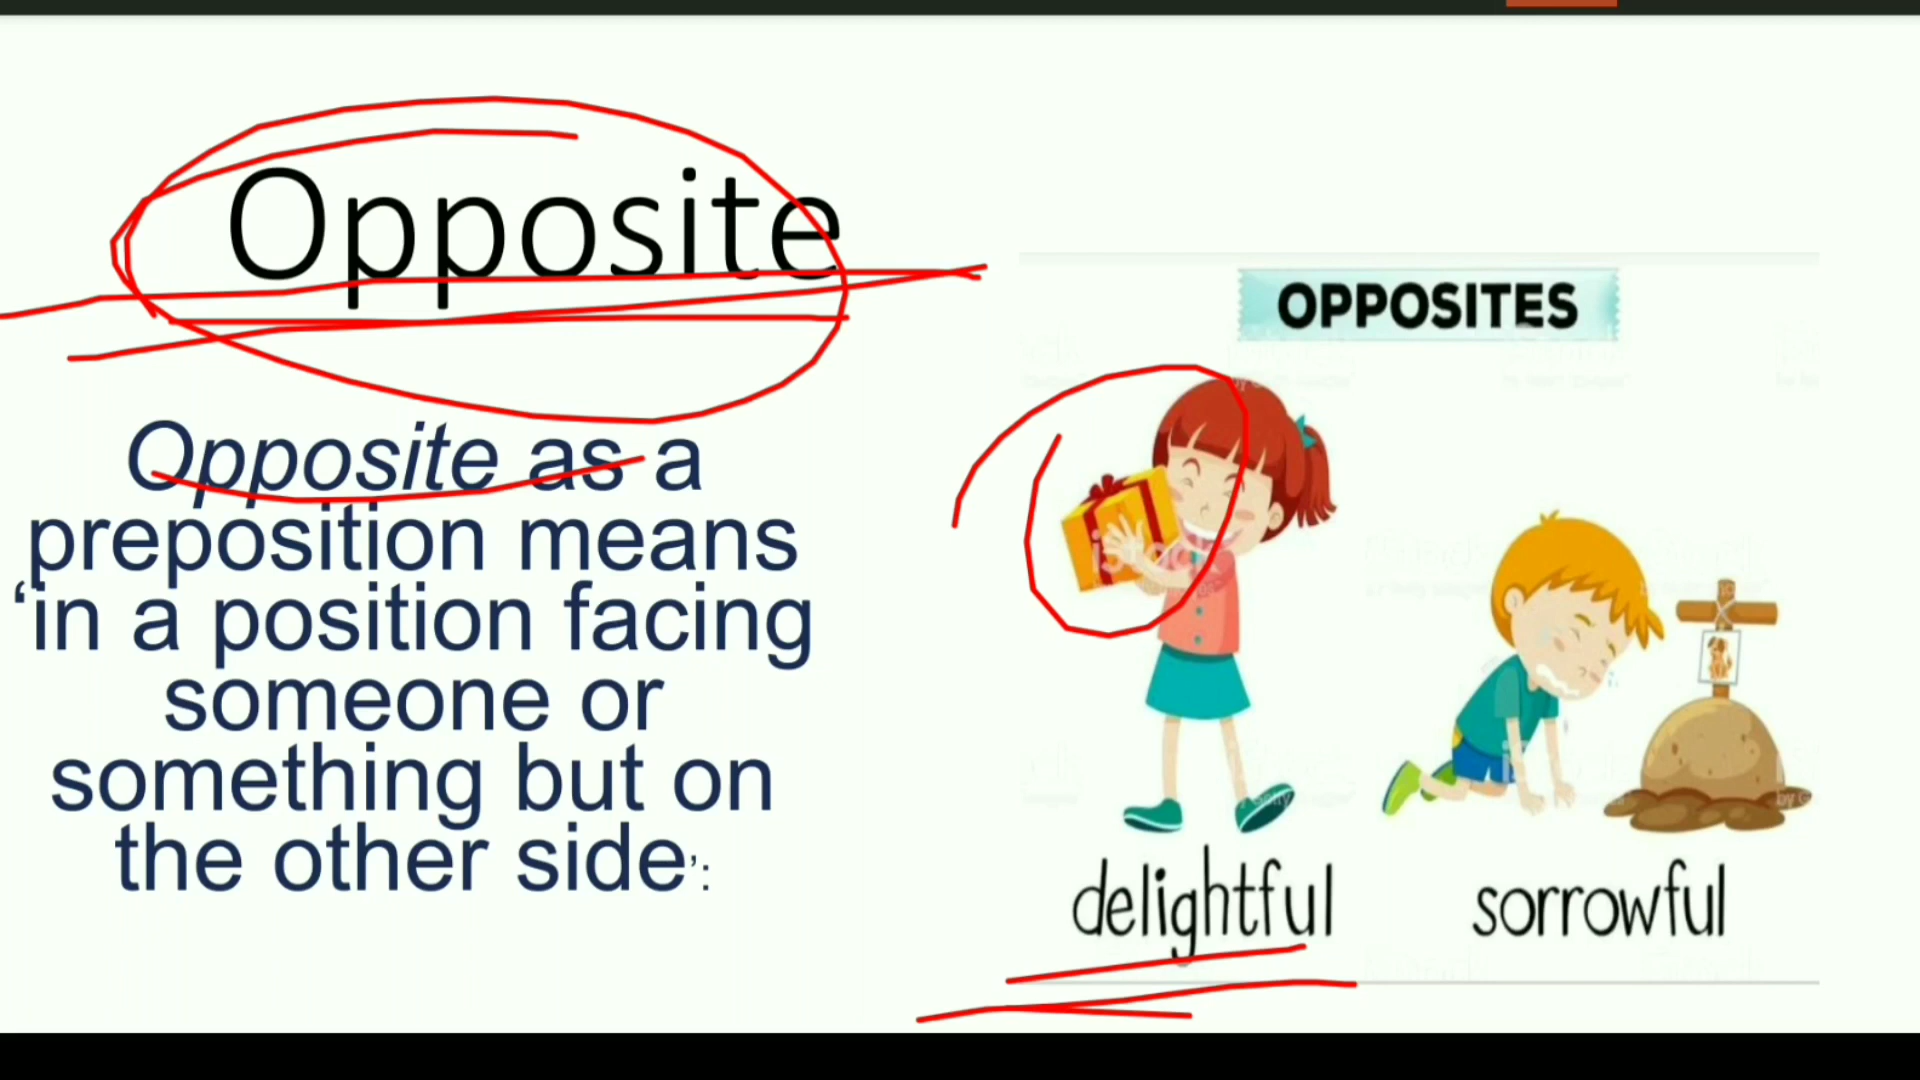 Opposite
Opposite as a
preposition means
‘in a position facing
someone or
something but on
the other side’:
OPPOSITES
delightful
sorrowful